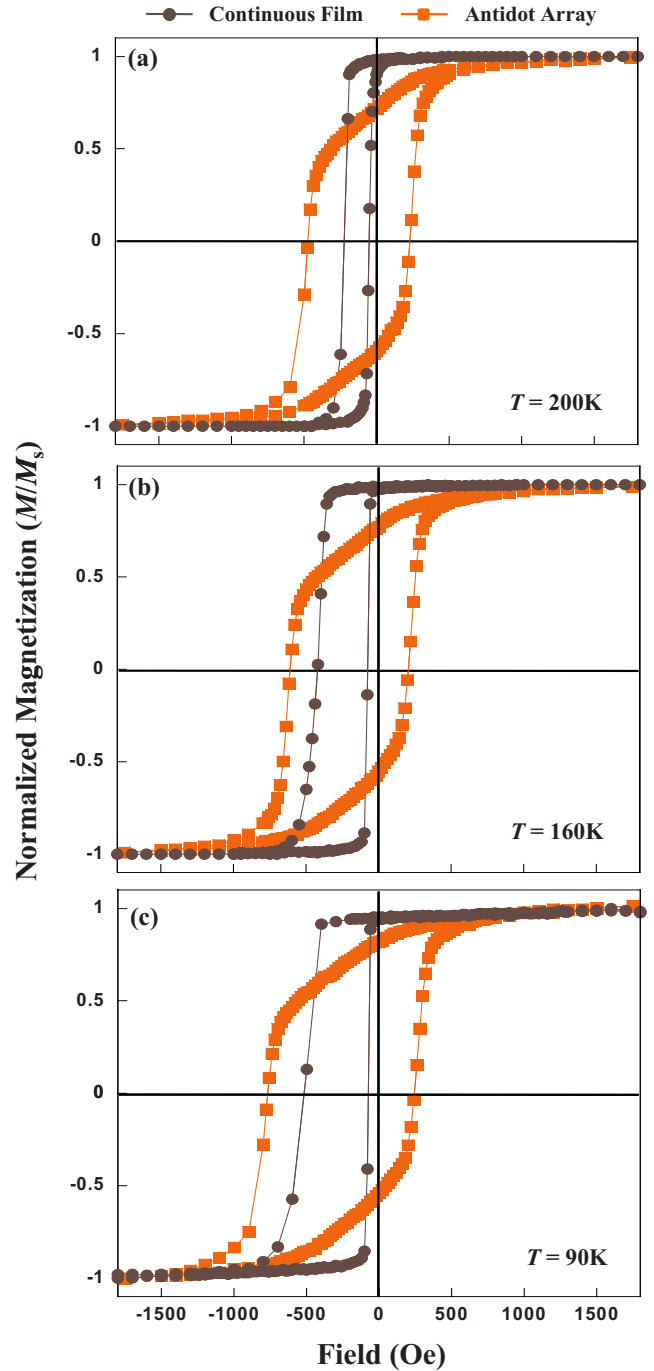 Continuous Film Antidot Array
(a)
1
0.5
0
-0.5
-1
T = 200K
(b)
1
0.5
0
-0.5
-1
T = 160K
(c)
1
0.5
0
-0.5
-1
T = 90K
-1500 -1000 -500 0 500 1000 1500
Field (Oe)
Normalized Magnetization (M/Ms)